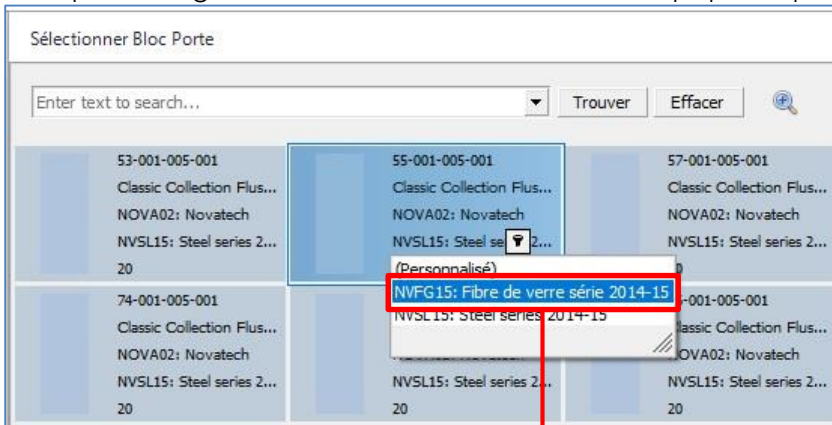 Sélectionner Bloc Porte
Enter text to search...
Trouver
Effacer
53-001-005-001
Classic Collection Flus...
NOVA02: Novatech
NVSL15: Steel series 2...
20
55-001-005-001
Classic Collection Flus...
NOVA02: Novatech
NVSL15: Steel se 2...
(Personnalisé)
NVFG15: Fibre de verre série 2014-15
NVSL15: Steel series 2014-15
57-001-005-001
Classic Collection Flus...
NOVA02: Novatech
NVSL15: Steel series 2...
74-001-005-001
Classic Collection Flus...
NOVA02: Novatech
NVSL15: Steel series 2...
20
NVSL15: Steel series 2...
20
-001-005-001
lassic Collection Flus...
OVA02: Novatech
NVSL15: Steel series 2...
20